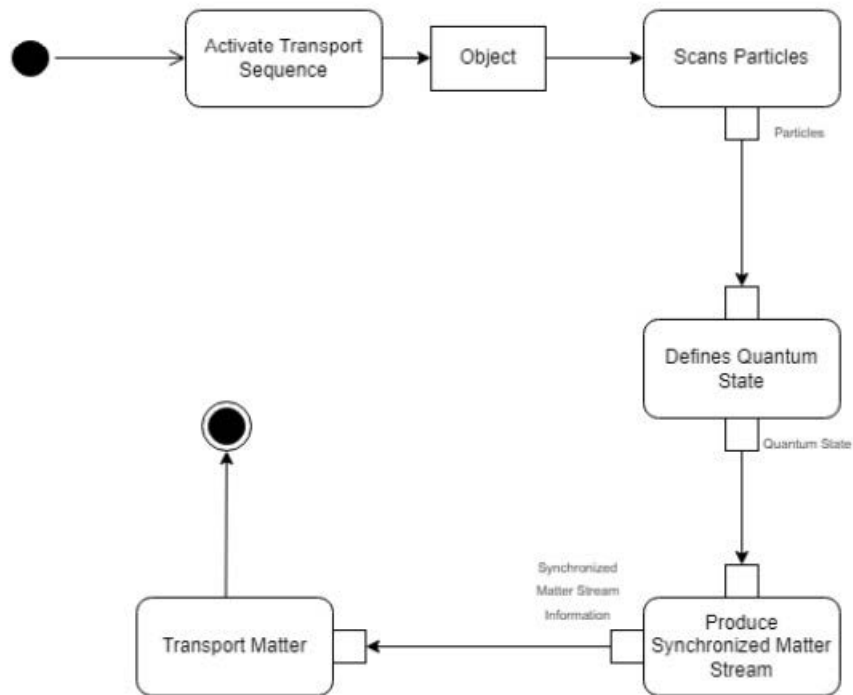 Activate Transport
Sequence
Object
Scans Particles
Particles
Defines Quantum
State
Quantum State
Synchronized
Matter Stream
Information
Produce
Synchronized Matter
Stream
Transport Matter